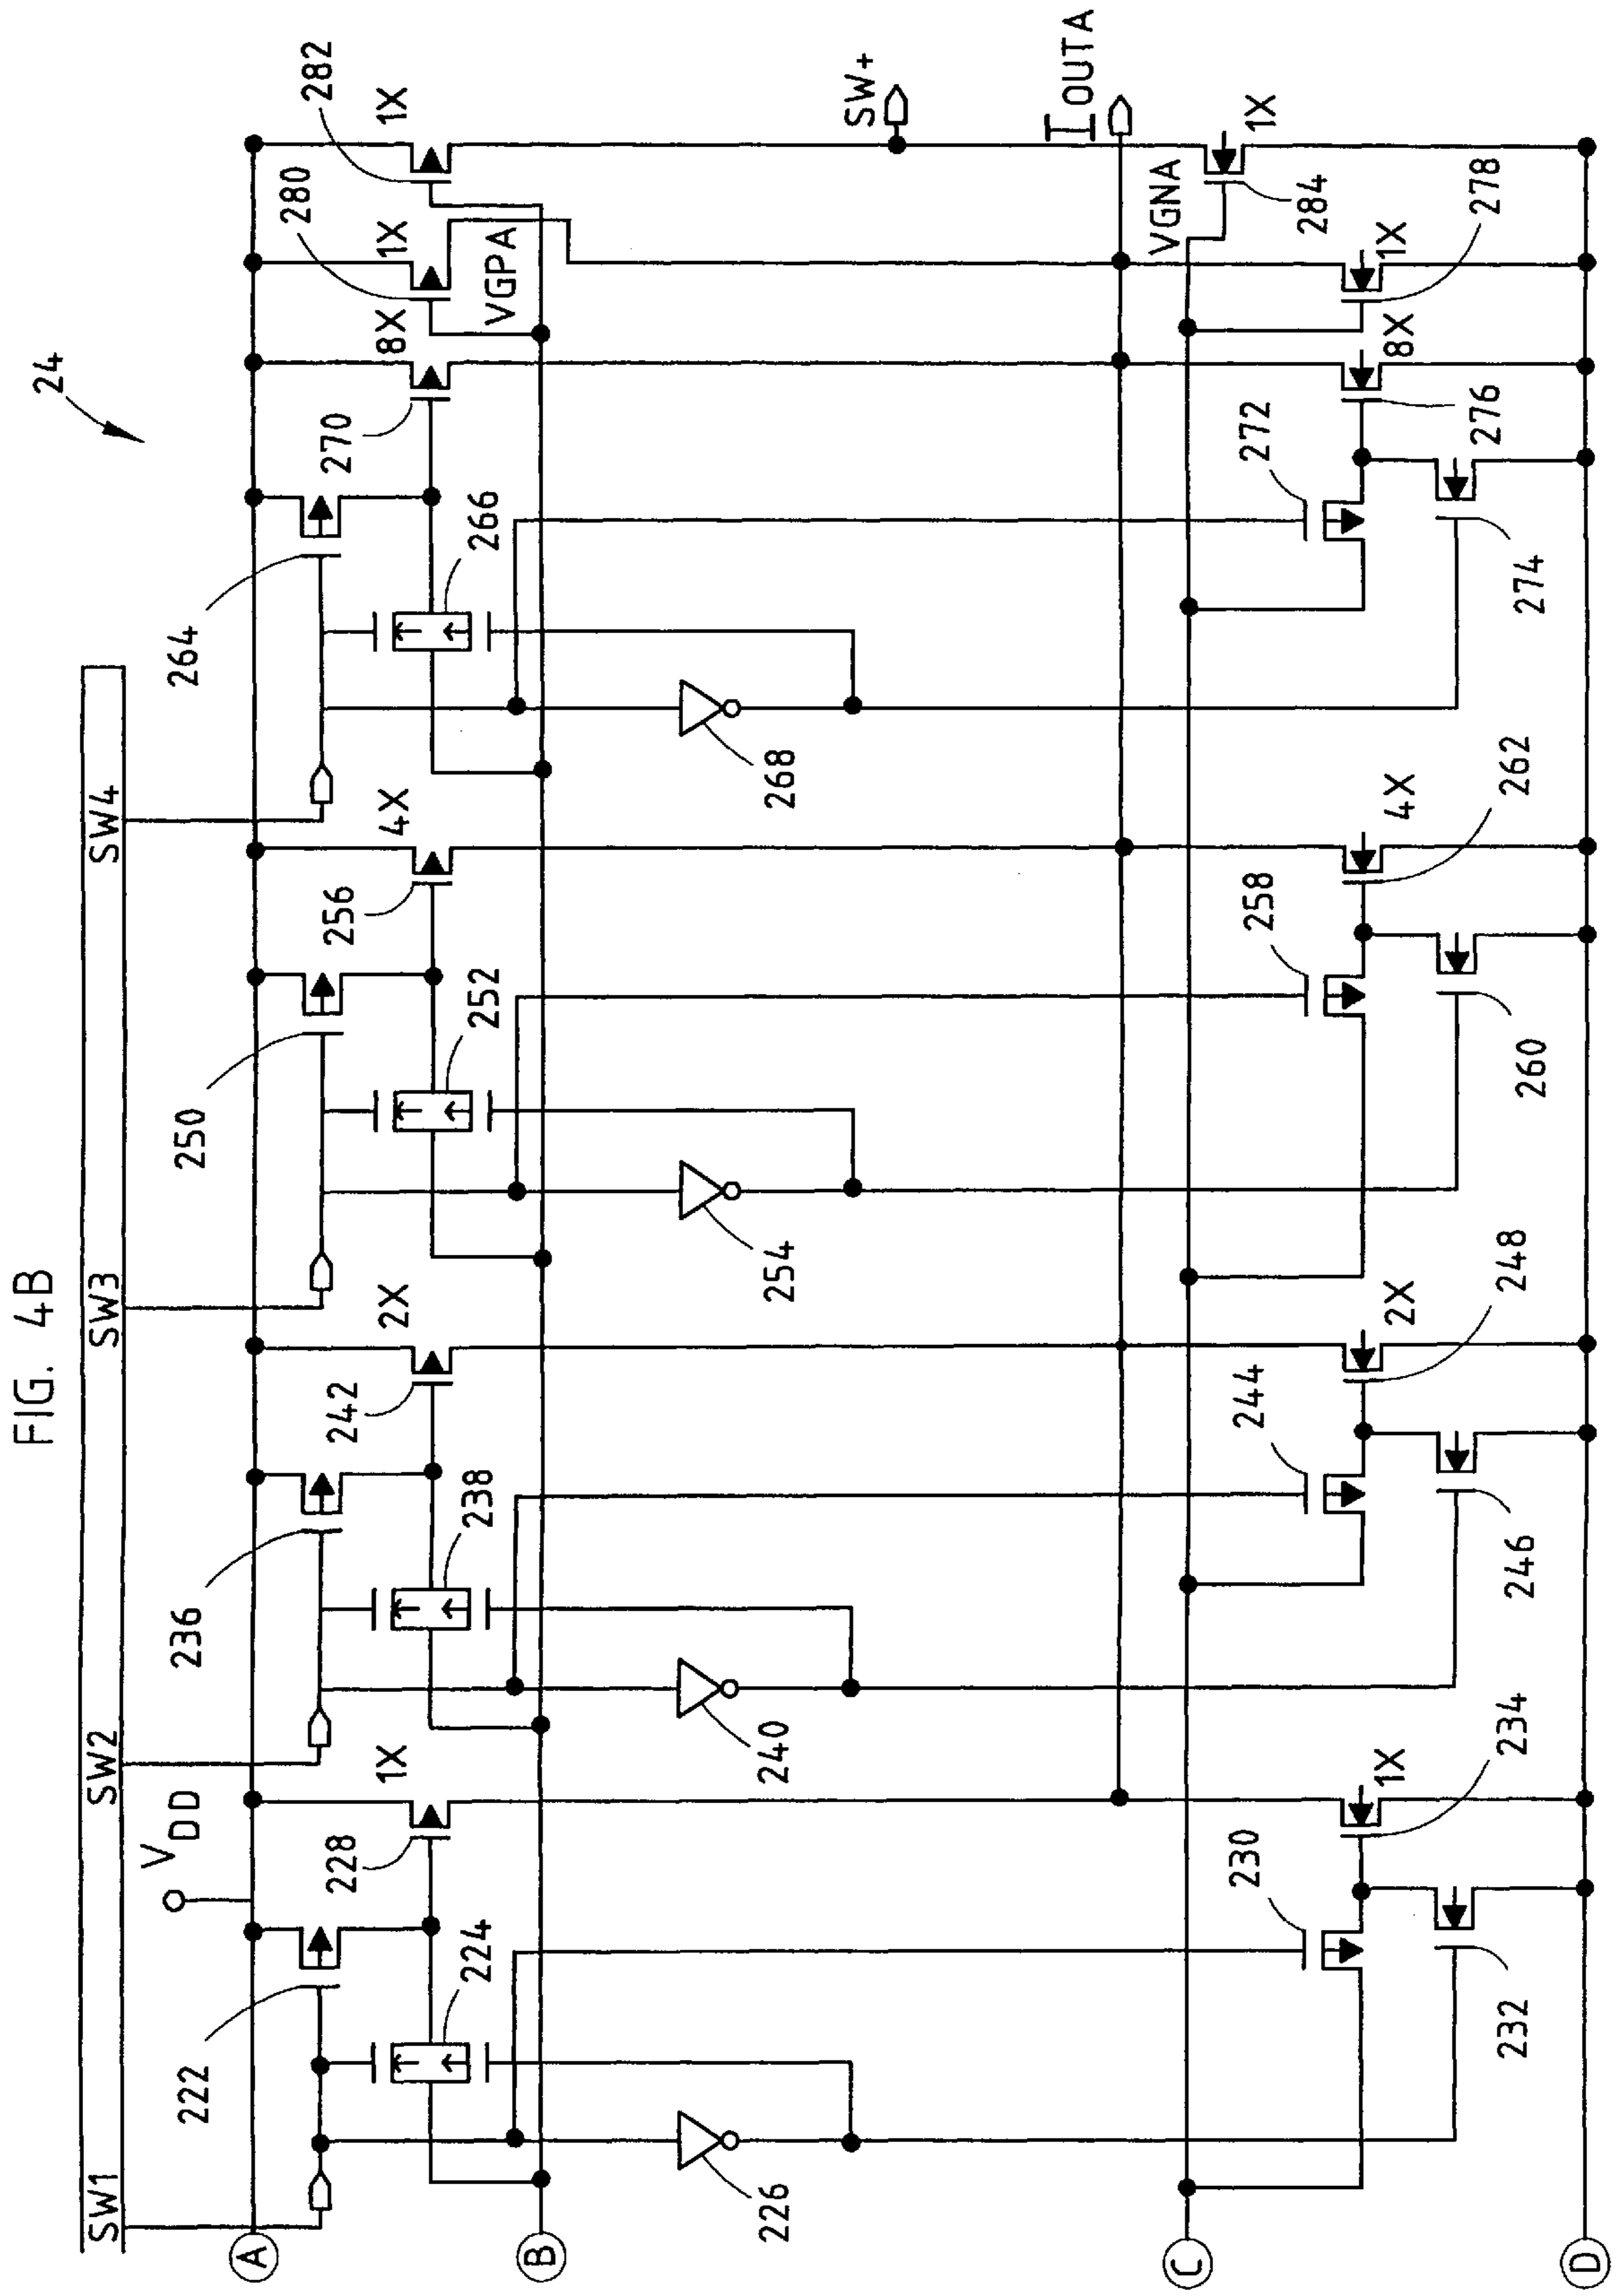 FIG. 4B
24
SW1
SW2
SW3
SW4
VDD
A
222
228
1X
236
242
2X
250
256
4X
264
270
8X
280
1X
282
1X
224
238
252
266
VGPA
B
226
240
254
268
SW+
IOUTA
C
VGNA
230
244
258
272
284
1X
234
1X
248
2X
262
4X
276
8X
278
1X
232
246
260
274
D